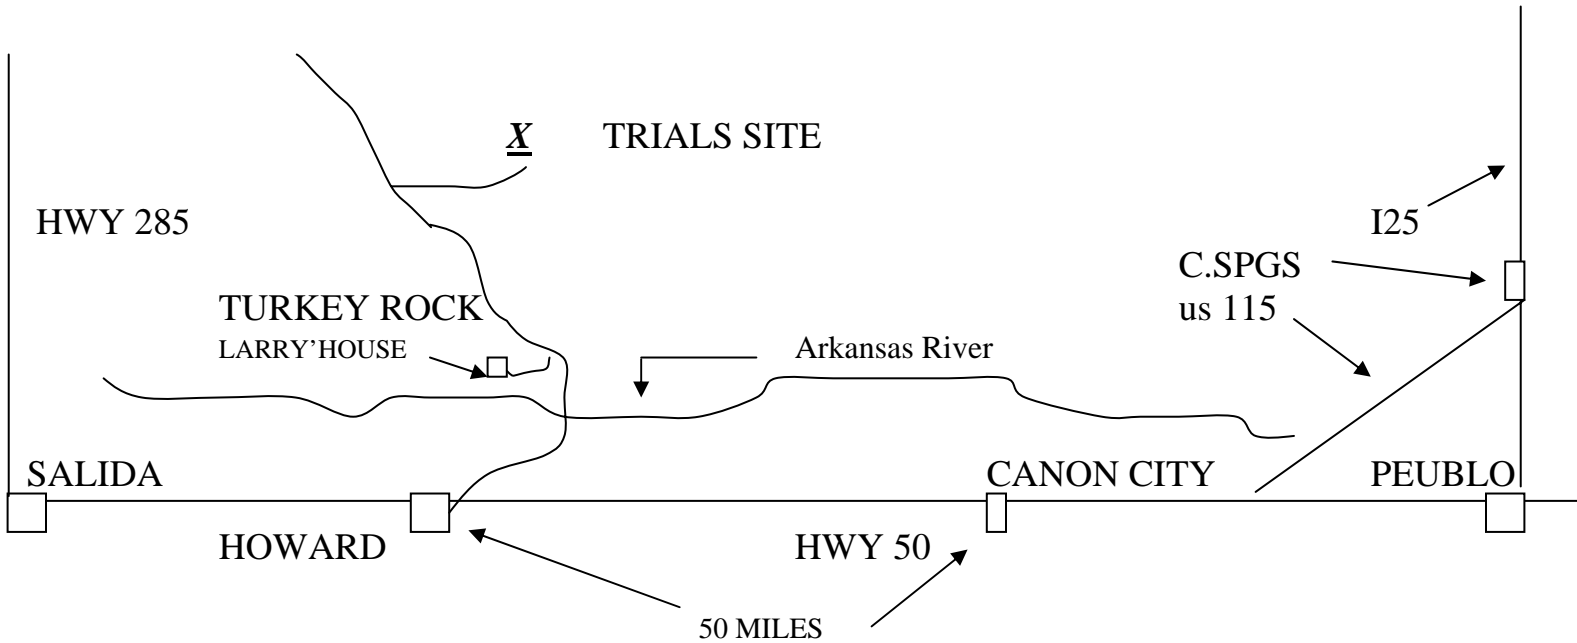 X TRIALS SITE
HWY 285
I25
C.SPGS
us 115
TURKEY ROCK
LARRY'HOUSE
Arkansas River
SALIDA
CANON CITY
PEUBLO
HOWARD
HWY 50
50 MILES